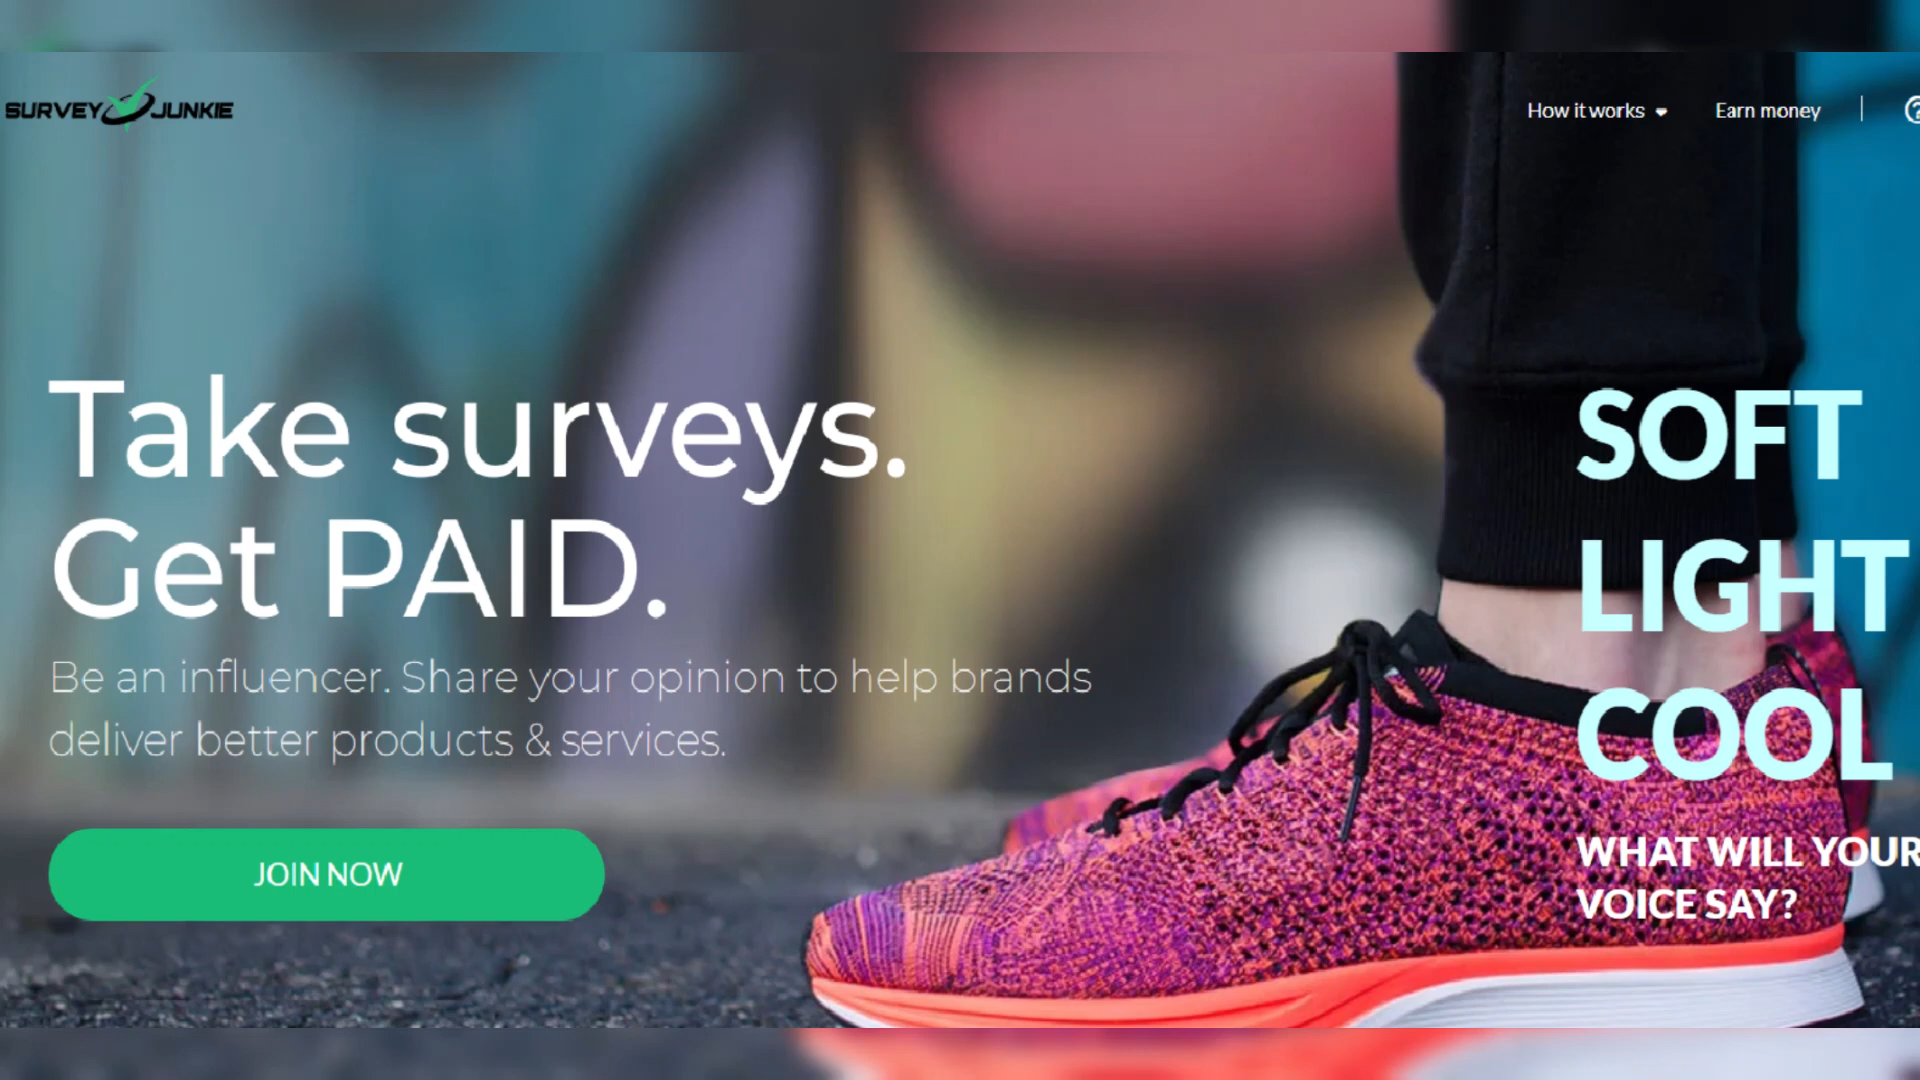 SURVEY JUNKIE
How it works
Earn money
Take surveys.
Get PAID.
Be an influencer. Share your opinion to help brands
deliver better products & services.
JOIN NOW
SOFT
LIGHT
COOL
WHAT WILL YOUR
VOICE SAY?